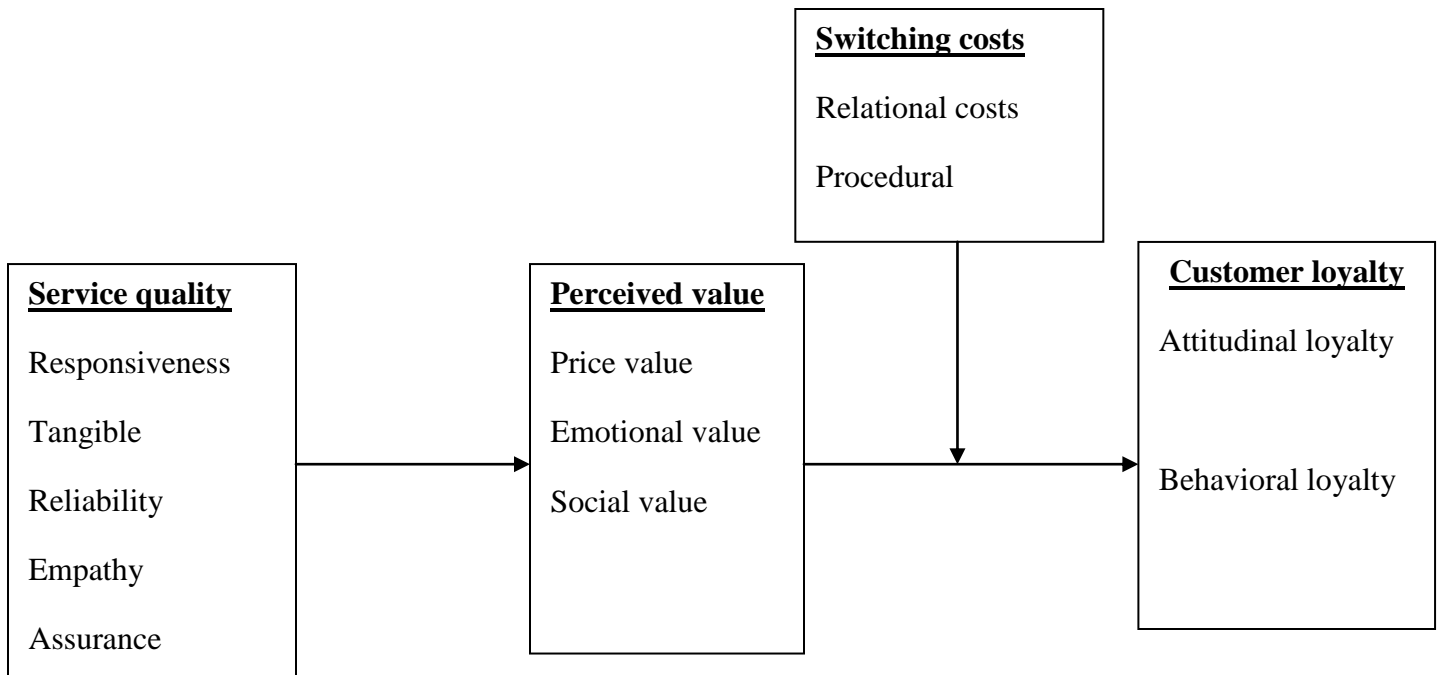 Switching costs
Relational costs
Procedural
Service quality
Responsiveness
Tangible
Reliability
Empathy
Assurance
Perceived value
Price value
Emotional value
Social value
Customer loyalty
Attitudinal loyalty
Behavioral loyalty